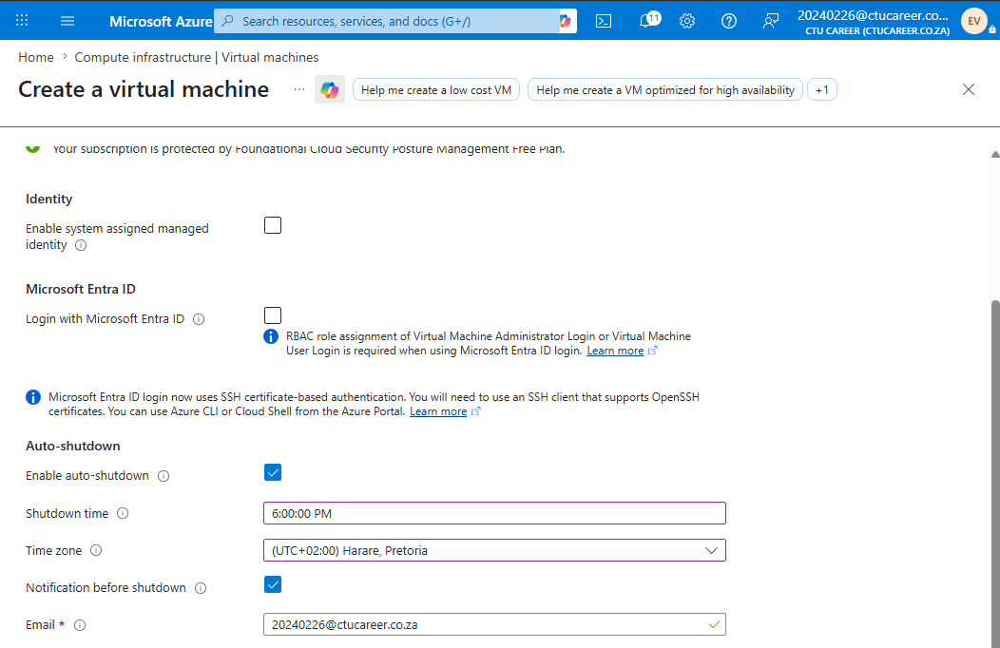 Microsoft Azure
Search resources, services, and docs (G+/)
11
20240226@ctucareer.co...
CTU CAREER (CTUCAREER.CO.ZA)
EV
Home > Compute infrastructure | Virtual machines
Create a virtual machine
...
Help me create a low cost VM
Help me create a VM optimized for high availability
+1
Your subscription is protected by Foundational Cloud Security Posture Management Free Plan.
Identity
Enable system assigned managed
identity
Microsoft Entra ID
Login with Microsoft Entra ID
RBAC role assignment of Virtual Machine Administrator Login or Virtual Machine
User Login is required when using Microsoft Entra ID login. Learn more
Microsoft Entra ID login now uses SSH certificate-based authentication. You will need to use an SSH client that supports OpenSSH
certificates. You can use Azure CLI or Cloud Shell from the Azure Portal. Learn more
Auto-shutdown
Enable auto-shutdown
Shutdown time
6:00:00 PM
Time zone
(UTC+02:00) Harare, Pretoria
Notification before shutdown
Email *
20240226@ctucareer.co.za